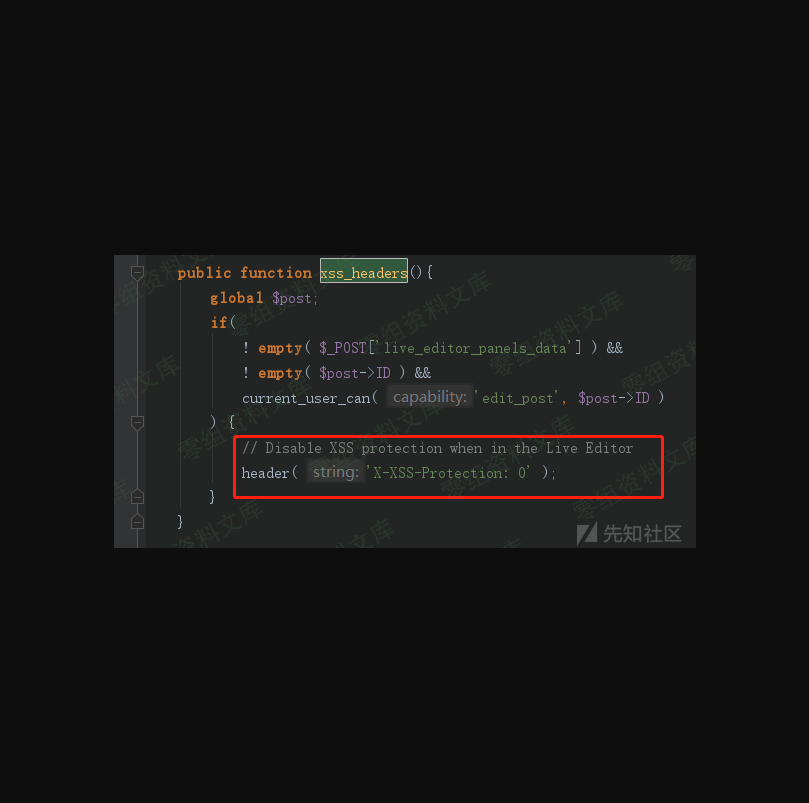 public function xss_headers(){
global $post;
if(
! empty( $_POST['live_editor_panels_data'] ) &&
! empty( $post->ID ) &&
current_user_can( capability: 'edit_post', $post->ID )
) {
// Disable XSS protection when in the Live Editor
header( string: 'X-XSS-Protection: 0' );
}
}
先知社区
零组资料文库